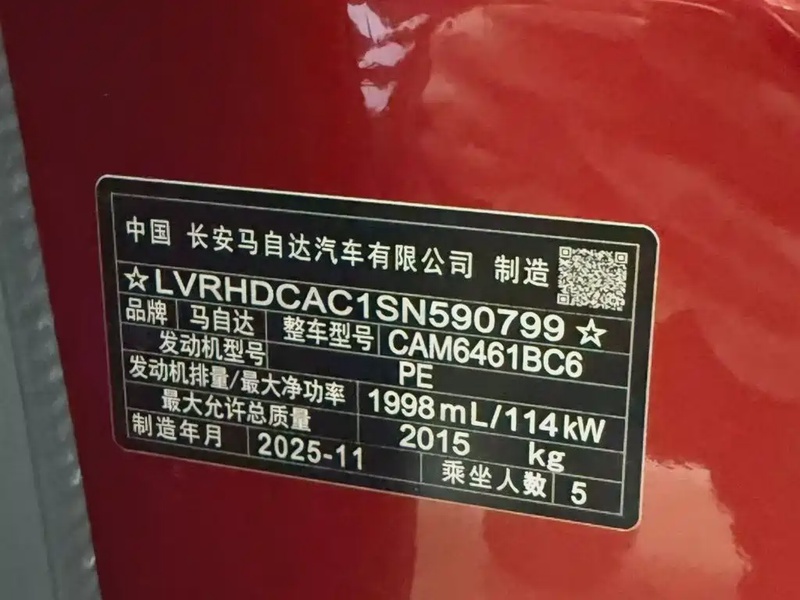 中国 长安马自达汽车有限公司 制造
☆LVRHDCAC1SN590799☆
品牌 马自达 整车型号 CAM6461BC6
发动机型号 PE
发动机排量/最大净功率 1998mL/114kW
最大允许总质量 2015 kg
制造年月 2025-11 乘坐人数 5